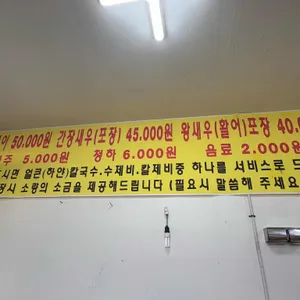 50.000원 간장새우(포장) 45.000원 왕새우(활어)포장 40.0
주 5.000원 청하 6.000원 음료 2.000원
시면 얼큰(하얀)칼국수.수제비.칼제비중 하나를 서비스로 드
장시 소량의 소금을 제공해드립니다 (필요시 말씀해 주세요